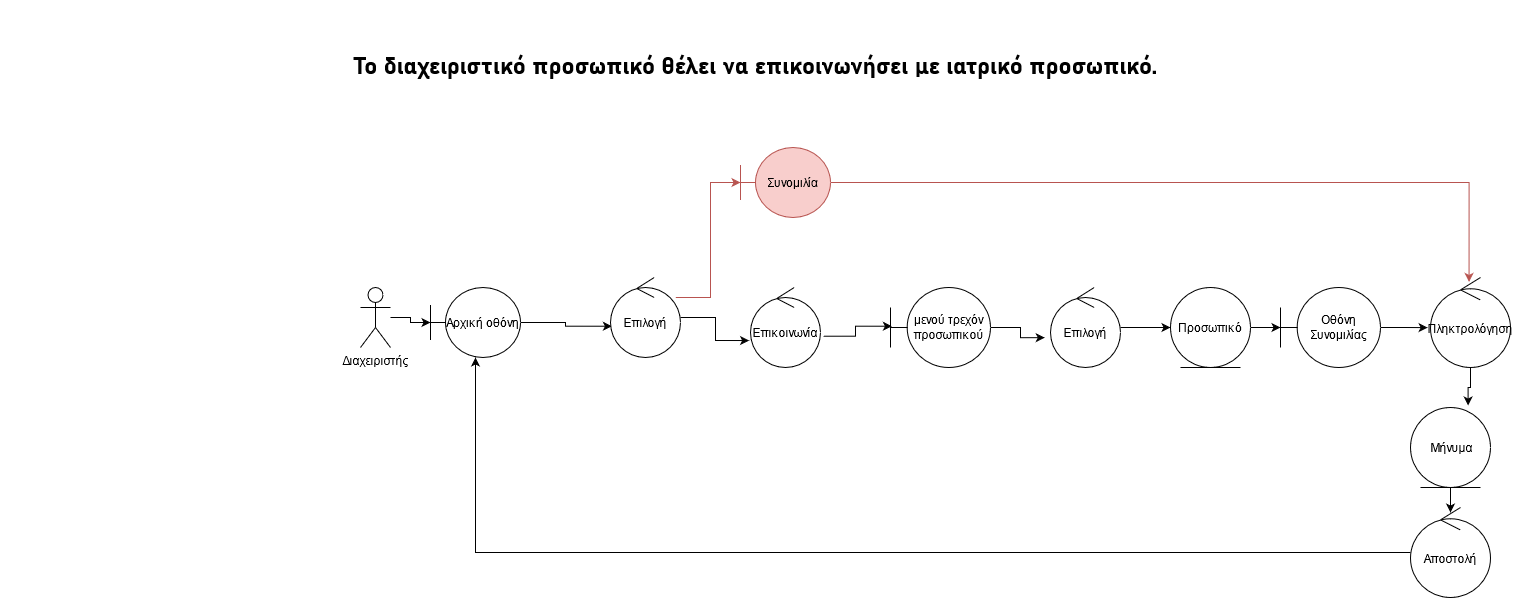 Το διαχειριστικό προσωπικό θέλει να επικοινωνήσει με ιατρικό προσωπικό.
Συνομιλία
Διαχειριστής
Αρχική οθόνη
Επιλογή
Επικοινωνία
μενού τρεχόν
προσωπικού
Επιλογή
Προσωπικό
Οθόνη
Συνομιλίας
Πληκτρολόγηση
Μήνυμα
Αποστολή